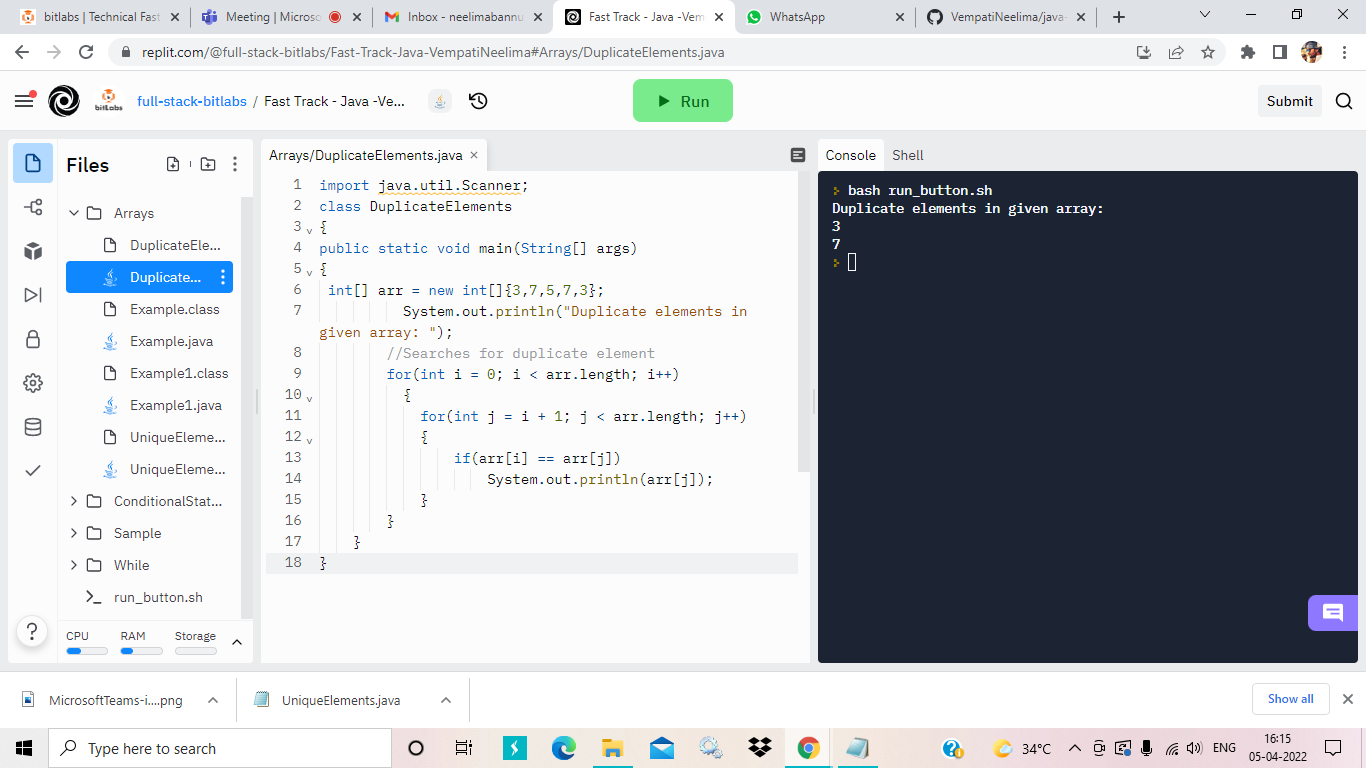 bitlabs | Technical Fast
Meeting | Microso
Inbox - neelimabannu
Fast Track - Java -Vem
WhatsApp
VempatiNeelima/java-
replit.com/@full-stack-bitlabs/Fast-Track-Java-VempatiNeelima#Arrays/DuplicateElements.java
bitLabs
full-stack-bitlabs / Fast Track - Java -Ve...
Run
Submit
Files
Arrays
DuplicateEle...
Duplicate...
Example.class
Example.java
Example1.class
Example1.java
UniqueEleme...
UniqueEleme...
ConditionalStat...
Sample
While
run_button.sh
CPU RAM Storage
?
Arrays/DuplicateElements.java
1 import java.util.Scanner;
2 class DuplicateElements
3 {
4 public static void main(String[] args)
5 {
6 int[] arr = new int[]{3,7,5,7,3};
7 System.out.println("Duplicate elements in
given array: ");
8 //Searches for duplicate element
9 for(int i = 0; i < arr.length; i++)
10 {
11 for(int j = i + 1; j < arr.length; j++)
12 {
13 if(arr[i] == arr[j])
14 System.out.println(arr[j]);
15 }
16 }
17 }
18 }
Console Shell
bash run_button.sh
Duplicate elements in given array:
3
7
MicrosoftTeams-i....png
UniqueElements.java
Show all
Type here to search
34°C
ENG
16:15
05-04-2022